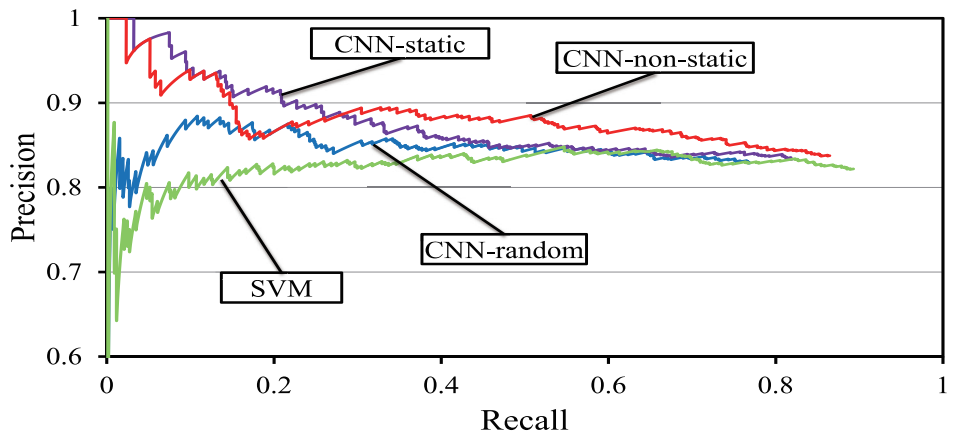 1
CNN-static
CNN-non-static
0.9
Precision
0.8
CNN-random
0.7
SVM
0.6
0
0.2
0.4
0.6
0.8
1
Recall